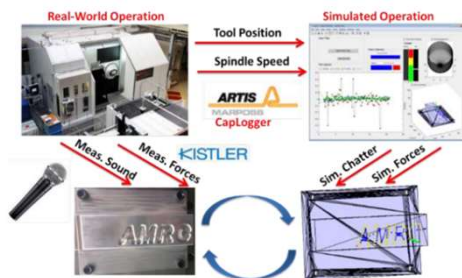 Real-World Operation
Simulated Operation
Tool Position
Spindle Speed
ARTIS
MARPOSS
CapLogger
Meas. Sound
Meas. Forces
KISTLER
Sim. Chatter
Sim. Forces
AMRC
AMRC